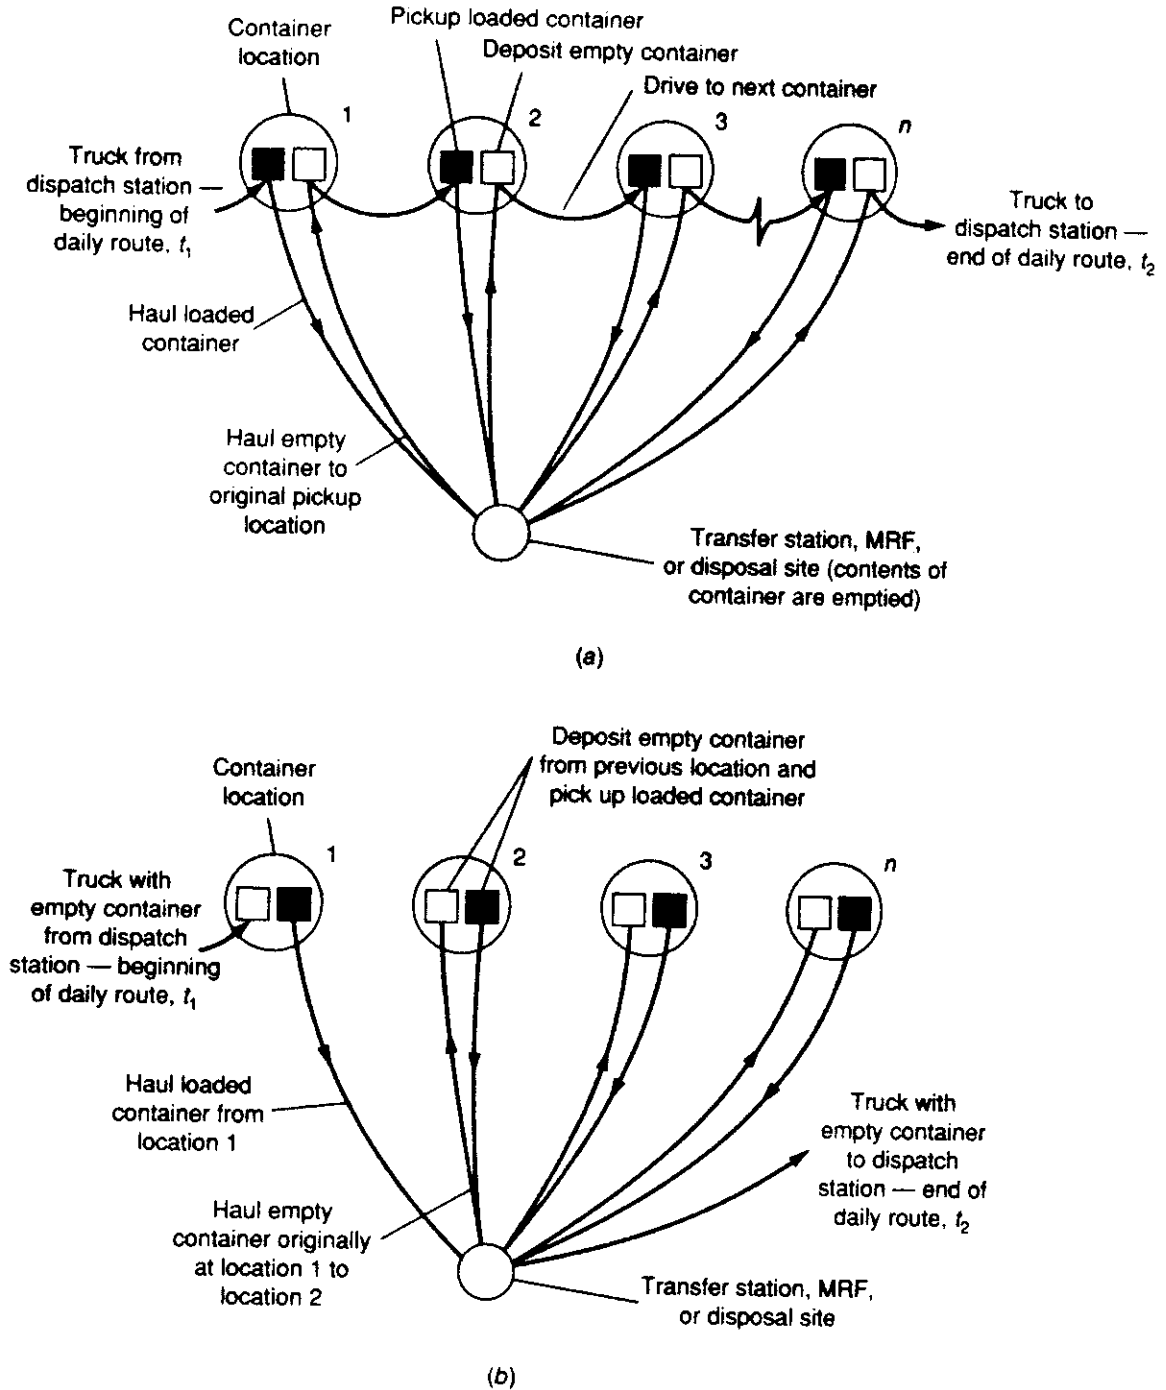 Container
location
Pickup loaded container
Deposit empty container
Drive to next container
1
2
3
n
Truck from
dispatch station —
beginning of
daily route, t₁
Truck to
dispatch station —
end of daily route, t₂
Haul loaded
container
Haul empty
container to
original pickup
location
Transfer station, MRF,
or disposal site (contents of
container are emptied)
(a)
Deposit empty container
from previous location and
pick up loaded container
Container
location
1
2
3
n
Truck with
empty container
from dispatch
station — beginning
of daily route, t₁
Haul loaded
container from
location 1
Truck with
empty container
to dispatch
station — end of
daily route, t₂
Haul empty
container originally
at location 1 to
location 2
Transfer station, MRF,
or disposal site
(b)